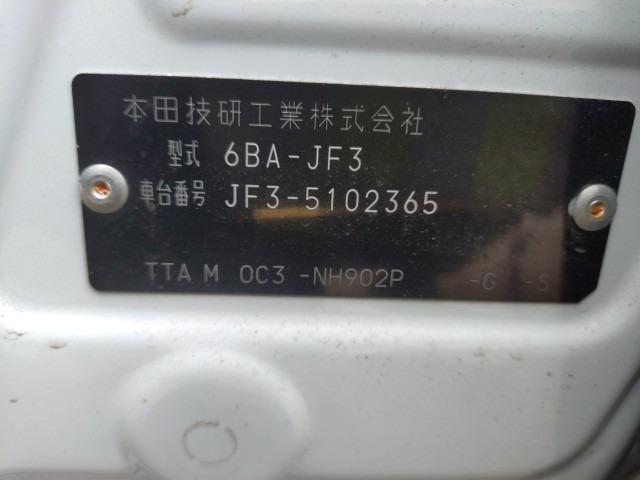 本田技研工業株式会社
型式 6BA-JF3
車台番号 JF3-5102365
TTA M 0C3 -NH902P -G -S